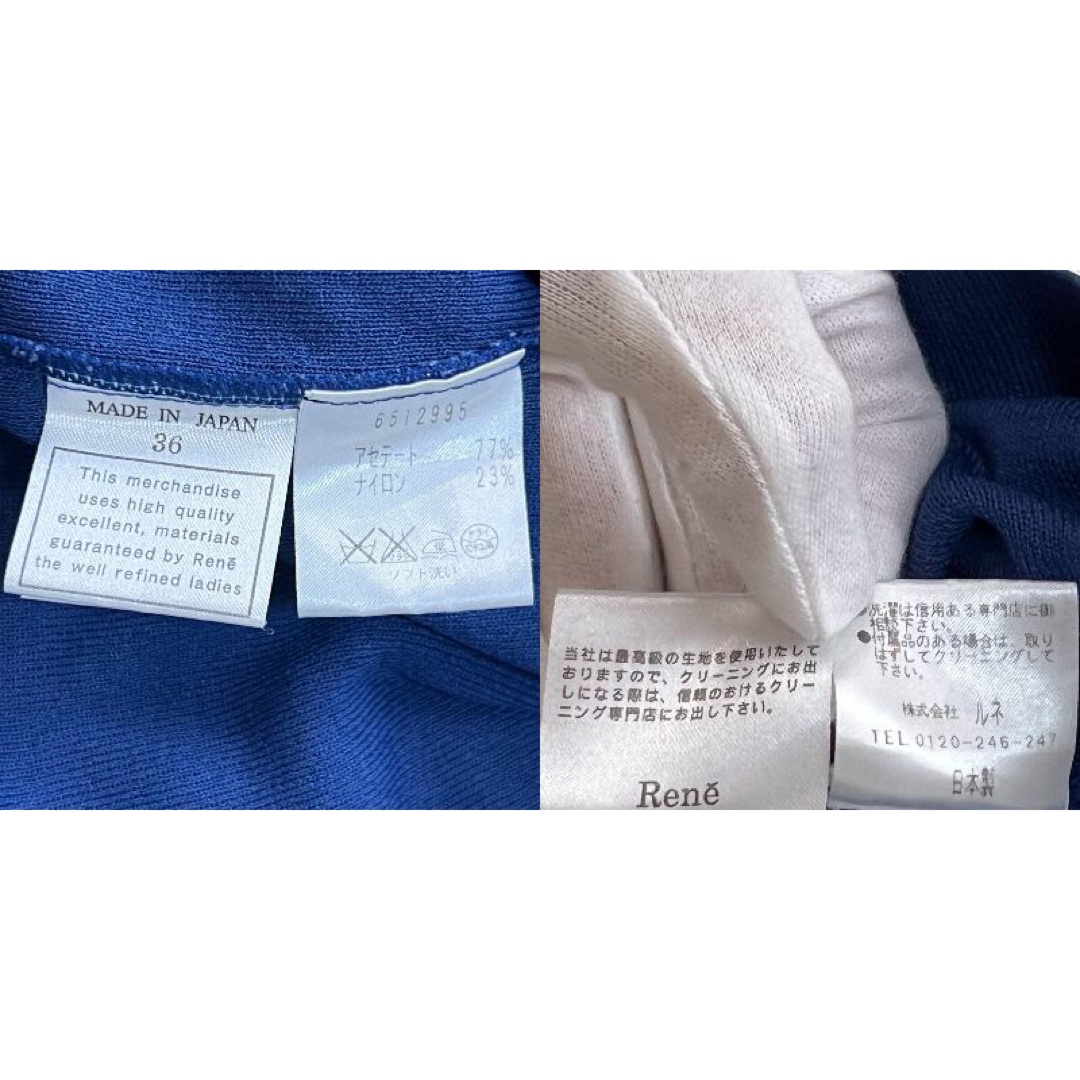 MADE IN JAPAN
36
This merchandise
uses high quality
excellent, materials
guaranteed by Renĕ
the well refined ladies
6512995
アセテート 77%
ナイロン 23%
ソフト洗い
当社は最高級の生地を使用いたして
おりますので、クリーニングにお出
しになる際は、信頼のおけるクリー
ニング専門店にお出し下さい。
Renĕ
●洗濯は信用ある専門店に御
相談下さい。
●付属品のある場合は、取り
はずしてクリーニングして
下さい。
株式会社 ルネ
TEL 0120-246-247
日本製